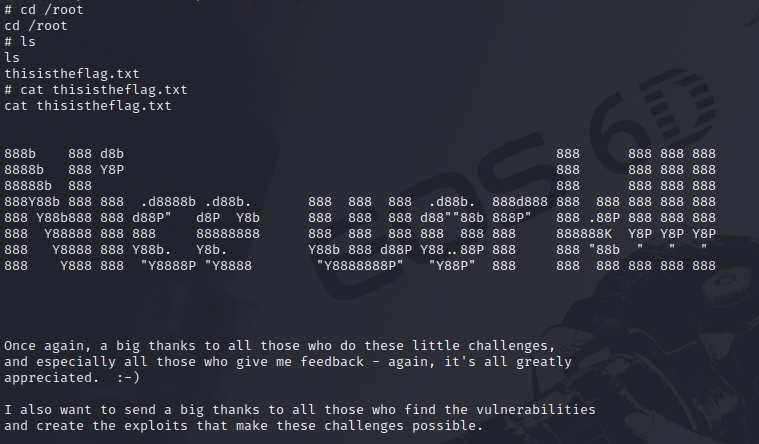 # cd /root
cd /root
# ls
ls
thisistheflag.txt
# cat thisistheflag.txt
cat thisistheflag.txt
888b    888 d8b                                                      888      888 888 888
8888b   888 Y8P                                                      888      888 888 888
88888b  888                                                          888      888 888 888
888Y88b 888 888  .d8888b .d88b.       888  888  888  .d88b.  888d888 888  888 888 888 888
888 Y88b888 888 d88P"   d8P  Y8b      888  888  888 d88""88b 888P"   888 .88P 888 888 888
888  Y88888 888 888     88888888      888  888  888 888  888 888     888888K  Y8P Y8P Y8P
888   Y8888 888 Y88b.   Y8b.          Y88b 888 d88P Y88..88P 888     888 "88b  "   "   "
888    Y888 888  "Y8888P "Y8888        "Y8888888P"   "Y88P"  888     888  888 888 888 888
Once again, a big thanks to all those who do these little challenges,
and especially all those who give me feedback - again, it's all greatly
appreciated.  :-)
I also want to send a big thanks to all those who find the vulnerabilities
and create the exploits that make these challenges possible.
EOS 6D